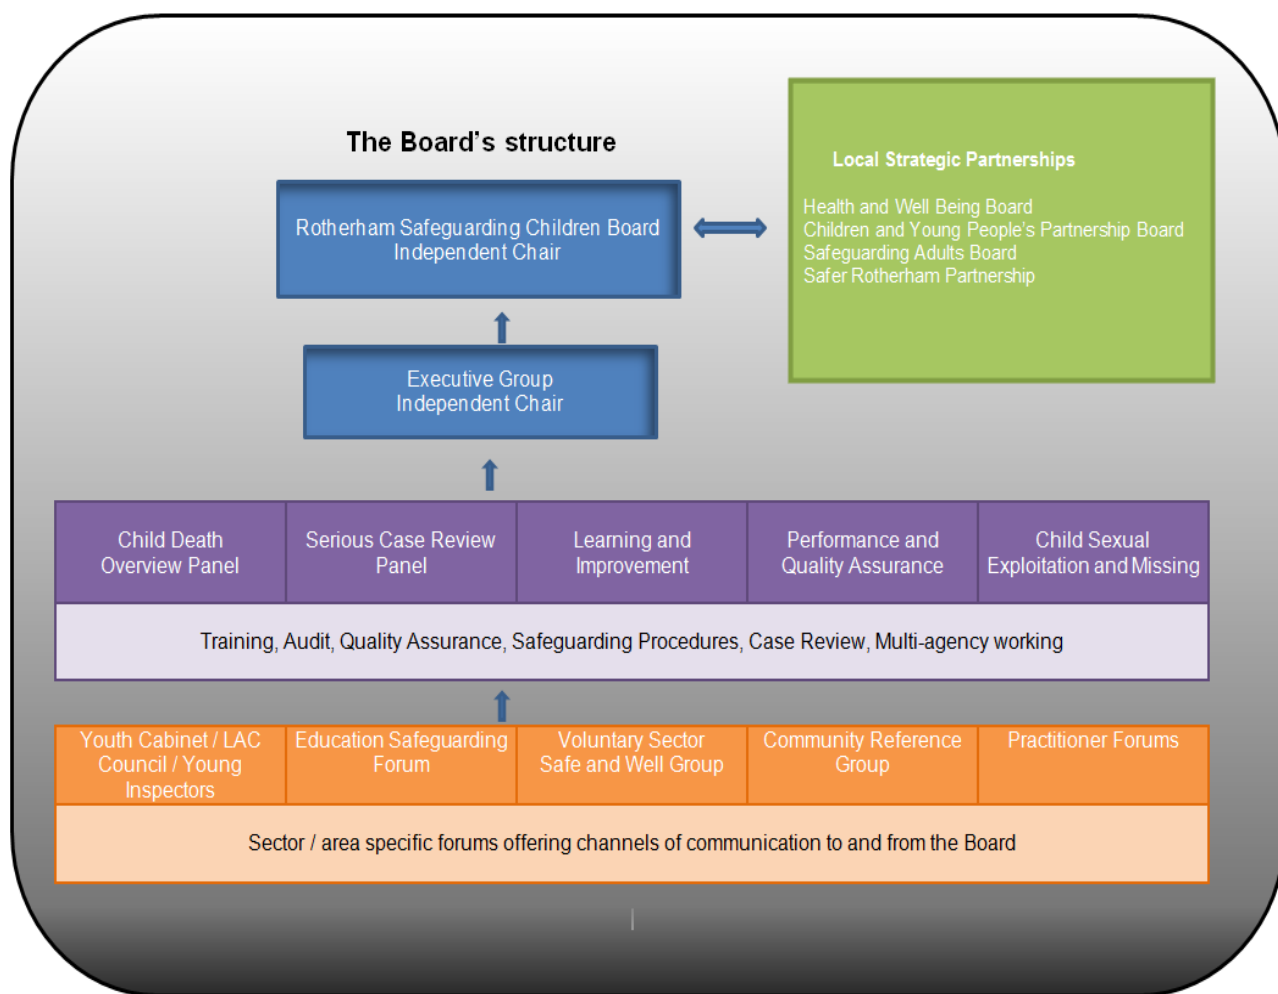 The Board's structure
Rotherham Safeguarding Children Board
Independent Chair
Local Strategic Partnerships
Health and Well Being Board
Children and Young People's Partnership Board
Safeguarding Adults Board
Safer Rotherham Partnership
Executive Group
Independent Chair
Child Death
Overview Panel
Serious Case Review
Panel
Learning and
Improvement
Performance and
Quality Assurance
Child Sexual
Exploitation and Missing
Training, Audit, Quality Assurance, Safeguarding Procedures, Case Review, Multi-agency working
Youth Cabinet / LAC
Council / Young
Inspectors
Education Safeguarding
Forum
Voluntary Sector
Safe and Well Group
Community Reference
Group
Practitioner Forums
Sector / area specific forums offering channels of communication to and from the Board